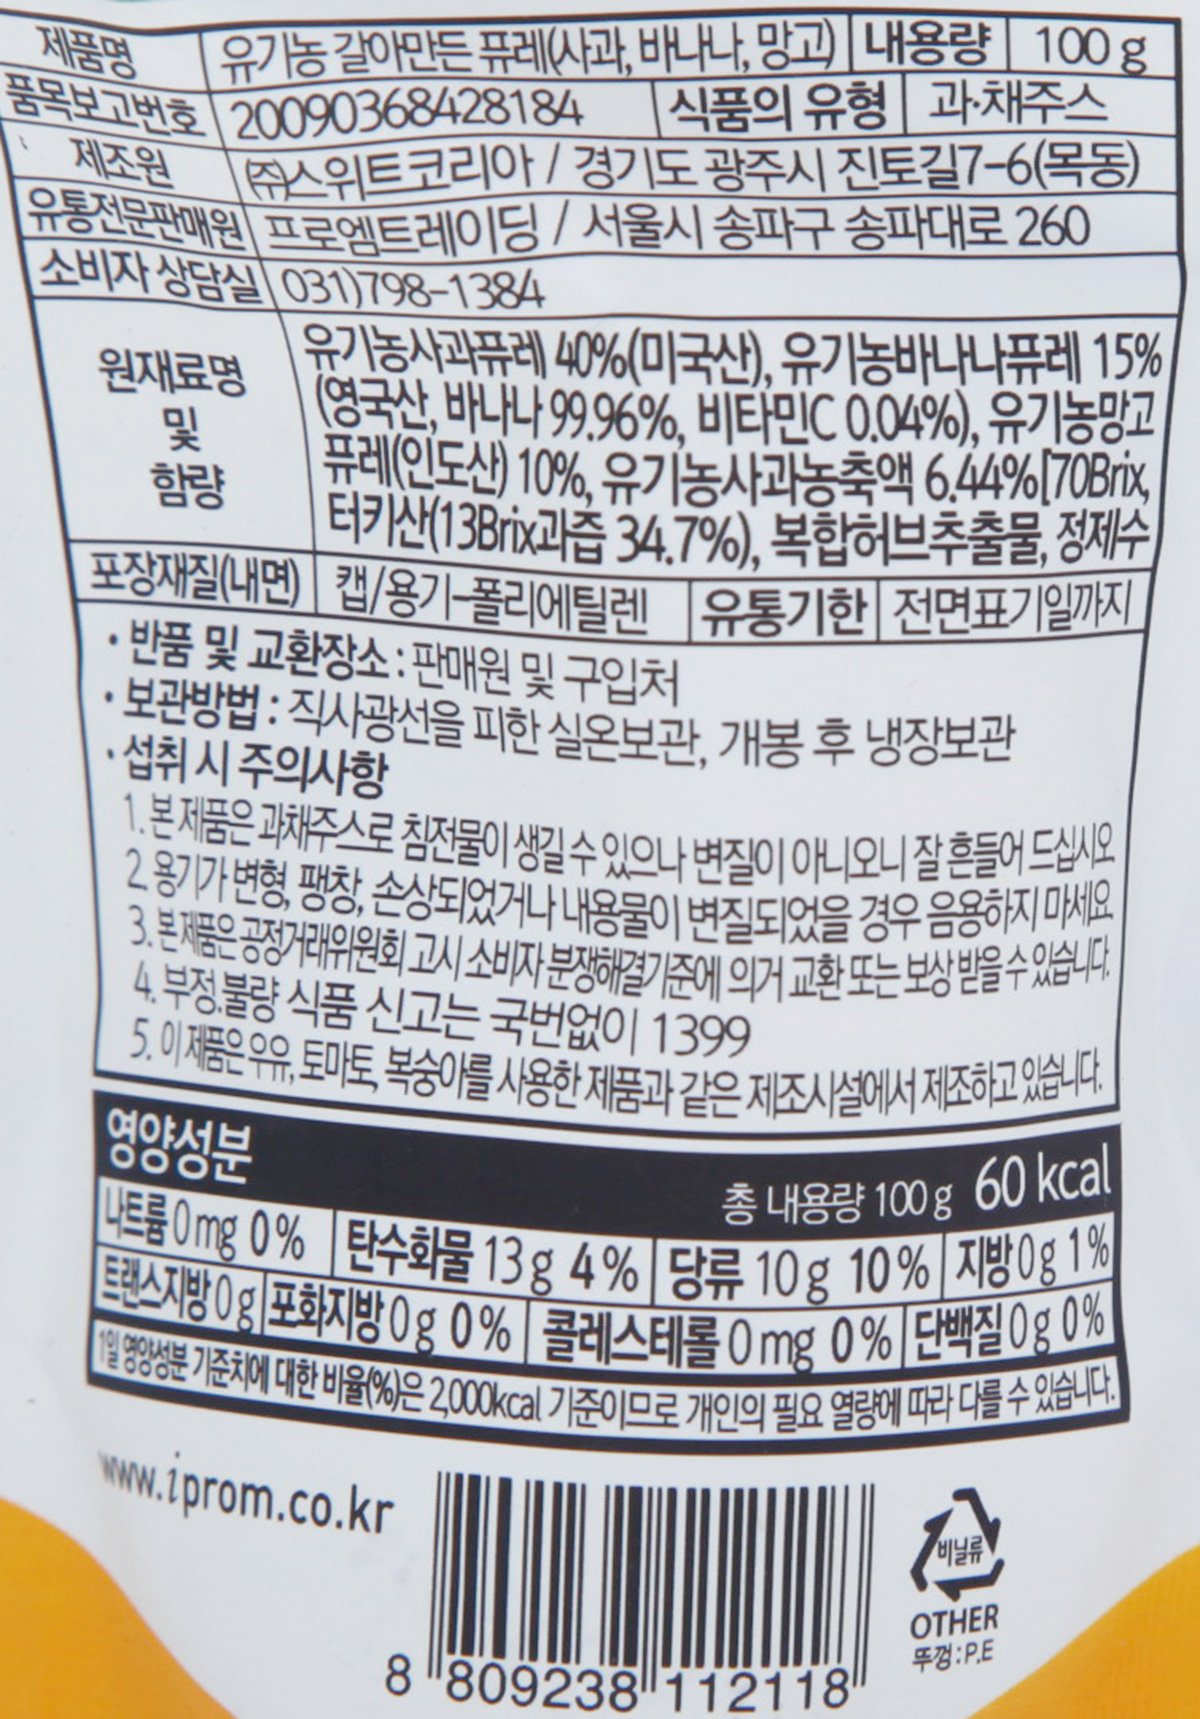 제품명 유기농 갈아만든 퓨레(사과, 바나나, 망고) 내용량 100 g
품목보고번호 20090368428184 식품의 유형 과·채주스
제조원 ㈜스위트코리아 / 경기도 광주시 진토길7-6(목동)
유통전문판매원 프로엠트레이딩 / 서울시 송파구 송파대로 260
소비자 상담실 031)798-1384
원재료명 및 함량
유기농사과퓨레 40%(미국산), 유기농바나나퓨레 15%
(영국산, 바나나 99.96%, 비타민C 0.04%), 유기농망고
퓨레(인도산) 10%, 유기농사과농축액 6.44%[70Brix,
터키산(13Brix과즙 34.7%), 복합허브추출물, 정제수
포장재질(내면) 캡/용기-폴리에틸렌 유통기한 전면표기일까지
· 반품 및 교환장소 : 판매원 및 구입처
· 보관방법 : 직사광선을 피한 실온보관, 개봉 후 냉장보관
· 섭취 시 주의사항
1. 본 제품은 과채주스로 침전물이 생길 수 있으나 변질이 아니오니 잘 흔들어 드십시오
2. 용기가 변형, 팽창, 손상되었거나 내용물이 변질되었을 경우 음용하지 마세요
3. 본 제품은 공정거래위원회 고시 소비자 분쟁해결기준에 의거 교환 또는 보상 받을 수 있습니다.
4. 부정.불량 식품 신고는 국번없이 1399
5. 이 제품은 우유, 토마토, 복숭아를 사용한 제품과 같은 제조시설에서 제조하고 있습니다.
영양성분 총 내용량 100 g 60 kcal
나트륨 0 mg 0% 탄수화물 13 g 4% 당류 10 g 10% 지방 0 g 1%
트랜스지방 0 g 포화지방 0 g 0% 콜레스테롤 0 mg 0% 단백질 0 g 0%
1일 영양성분 기준치에 대한 비율(%)은 2,000kcal 기준이므로 개인의 필요 열량에 따라 다를 수 있습니다.
www.iprom.co.kr
비닐류
OTHER
뚜껑:P.E
8 809238 112118